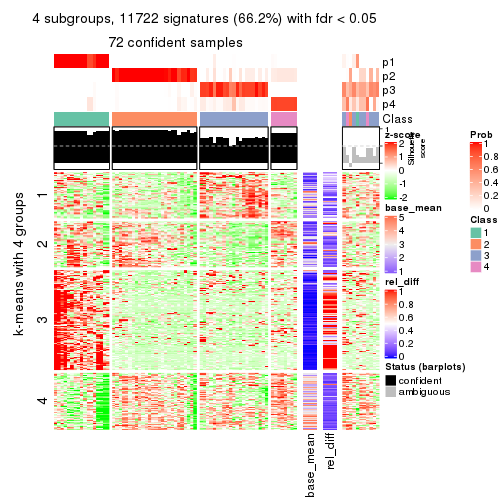 4 subgroups, 11722 signatures (66.2%) with fdr < 0.05
72 confident samples
p1
p2
p3
p4
Class
1
Silhouette
score
k-means with 4 groups
1
2
3
4
base_mean
rel_diff
z-score
2
1
0
-1
-2
base_mean
5
4
3
2
1
rel_diff
1
0.8
0.6
0.4
0.2
0
Status (barplots)
confident
ambiguous
Prob
1
0.8
0.6
0.4
0.2
0
Class
1
2
3
4